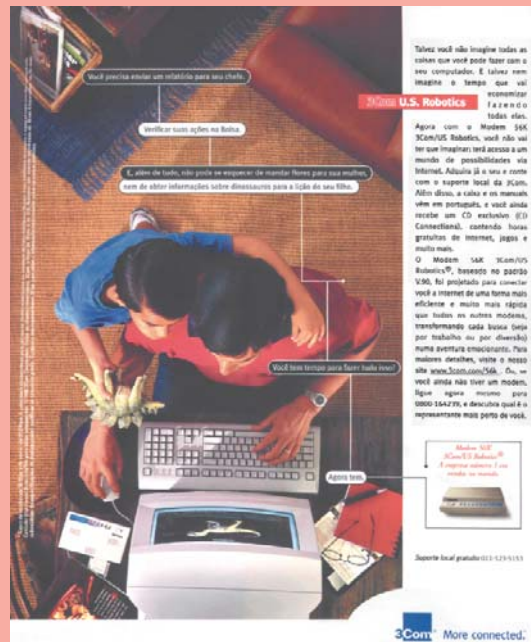 Você precisa enviar um relatório para seu chefe.
Verificar suas ações na Bolsa.
E, além de tudo, não pode se esquecer de mandar flores para sua mulher,
nem de obter informações sobre dinossauros para a lição do seu filho.
Você tem tempo para fazer tudo isso?
Agora tem.
3Com U.S. Robotics
Talvez você não imagine todas as
coisas que você pode fazer com o
seu computador. E talvez nem
imagine o tempo que vai
economizar
fazendo
todas elas.
Agora com o Modem 56K
3Com/US Robotics, você não vai
ter que imaginar: terá acesso a um
mundo de possibilidades via
Internet. Adquira já o seu e conte
com o suporte local da 3Com.
Além disso, a caixa e os manuais
vêm em português, e você ainda
recebe um CD exclusivo (CD
Connections), contendo horas
gratuitas de Internet, jogos e
muito mais.
O Modem 56K 3Com/US
Robotics®, baseado no padrão
V.90, foi projetado para conectar
você a internet de uma forma mais
eficiente e muito mais rápida
que todos os outros modems,
transformando cada busca (seja
por trabalho ou por diversão)
numa aventura emocionante. Para
maiores detalhes, visite o nosso
site www.3com.com/56k . Ou, se
você ainda não tiver um modem,
ligue agora mesmo para
0800-164239, e descubra qual é o
representante mais perto de você.
Modem 56K
3Com/US Robotics®
A empresa número 1 em
vendas no mundo.
Suporte local gratuito 011-525-5153
3Com More connected.